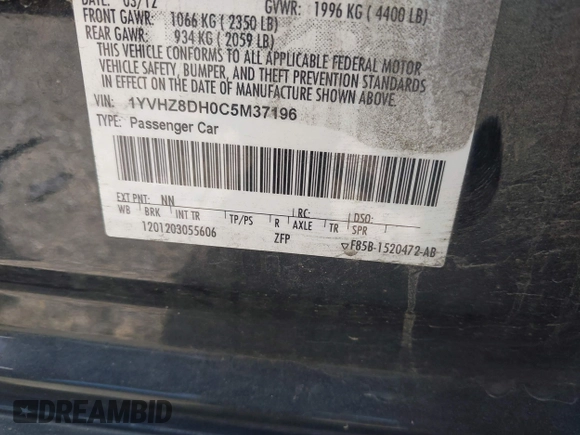 DATE: 03/12
GVWR: 1996 KG (4400 LB)
FRONT GAWR: 1066 KG (2350 LB)
REAR GAWR: 934 KG (2059 LB)
THIS VEHICLE CONFORMS TO ALL APPLICABLE FEDERAL MOTOR
VEHICLE SAFETY, BUMPER, AND THEFT PREVENTION STANDARDS
IN EFFECT ON THE DATE OF MANUFACTURE SHOWN ABOVE.
VIN: 1YVHZ8DH0C5M37196
TYPE: Passenger Car
EXT PNT: NN RC: DSO:
WB BRK INT TR TP/PS R AXLE TR SPR
1201203055606 ZFP F85B-1520472-AB
DREAMBID